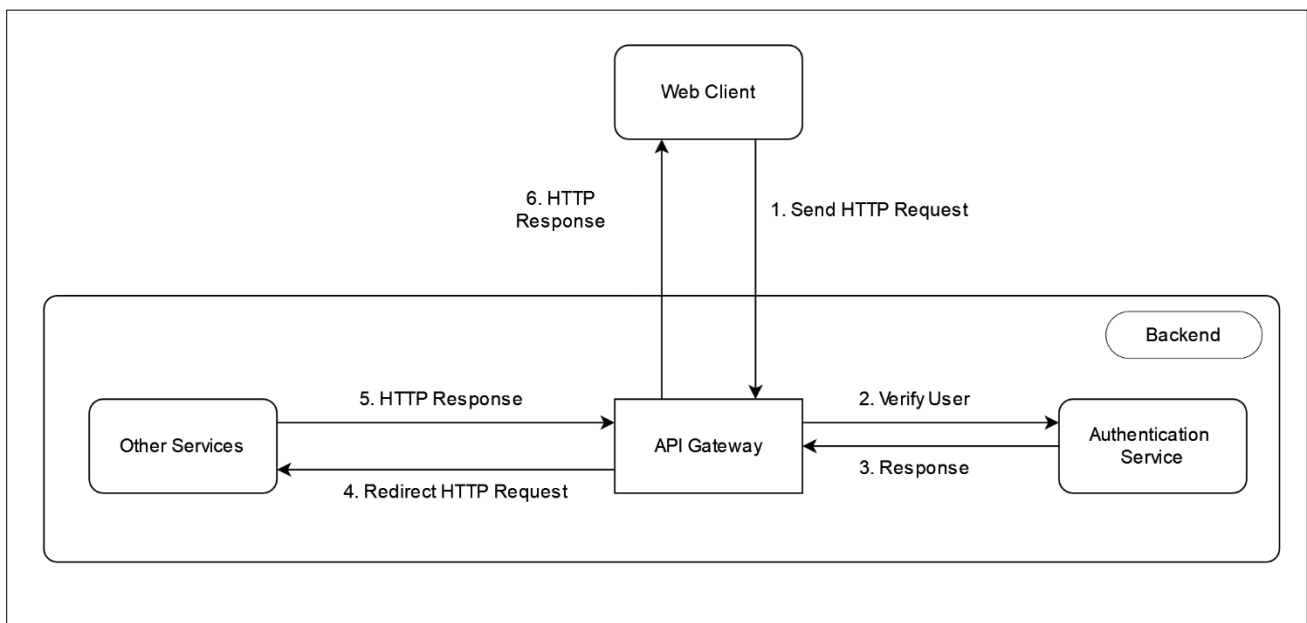 Web Client
6. HTTP
Response
1. Send HTTP Request
Backend
5. HTTP Response
2. Verify User
Other Services
API Gateway
Authentication
Service
3. Response
4. Redirect HTTP Request